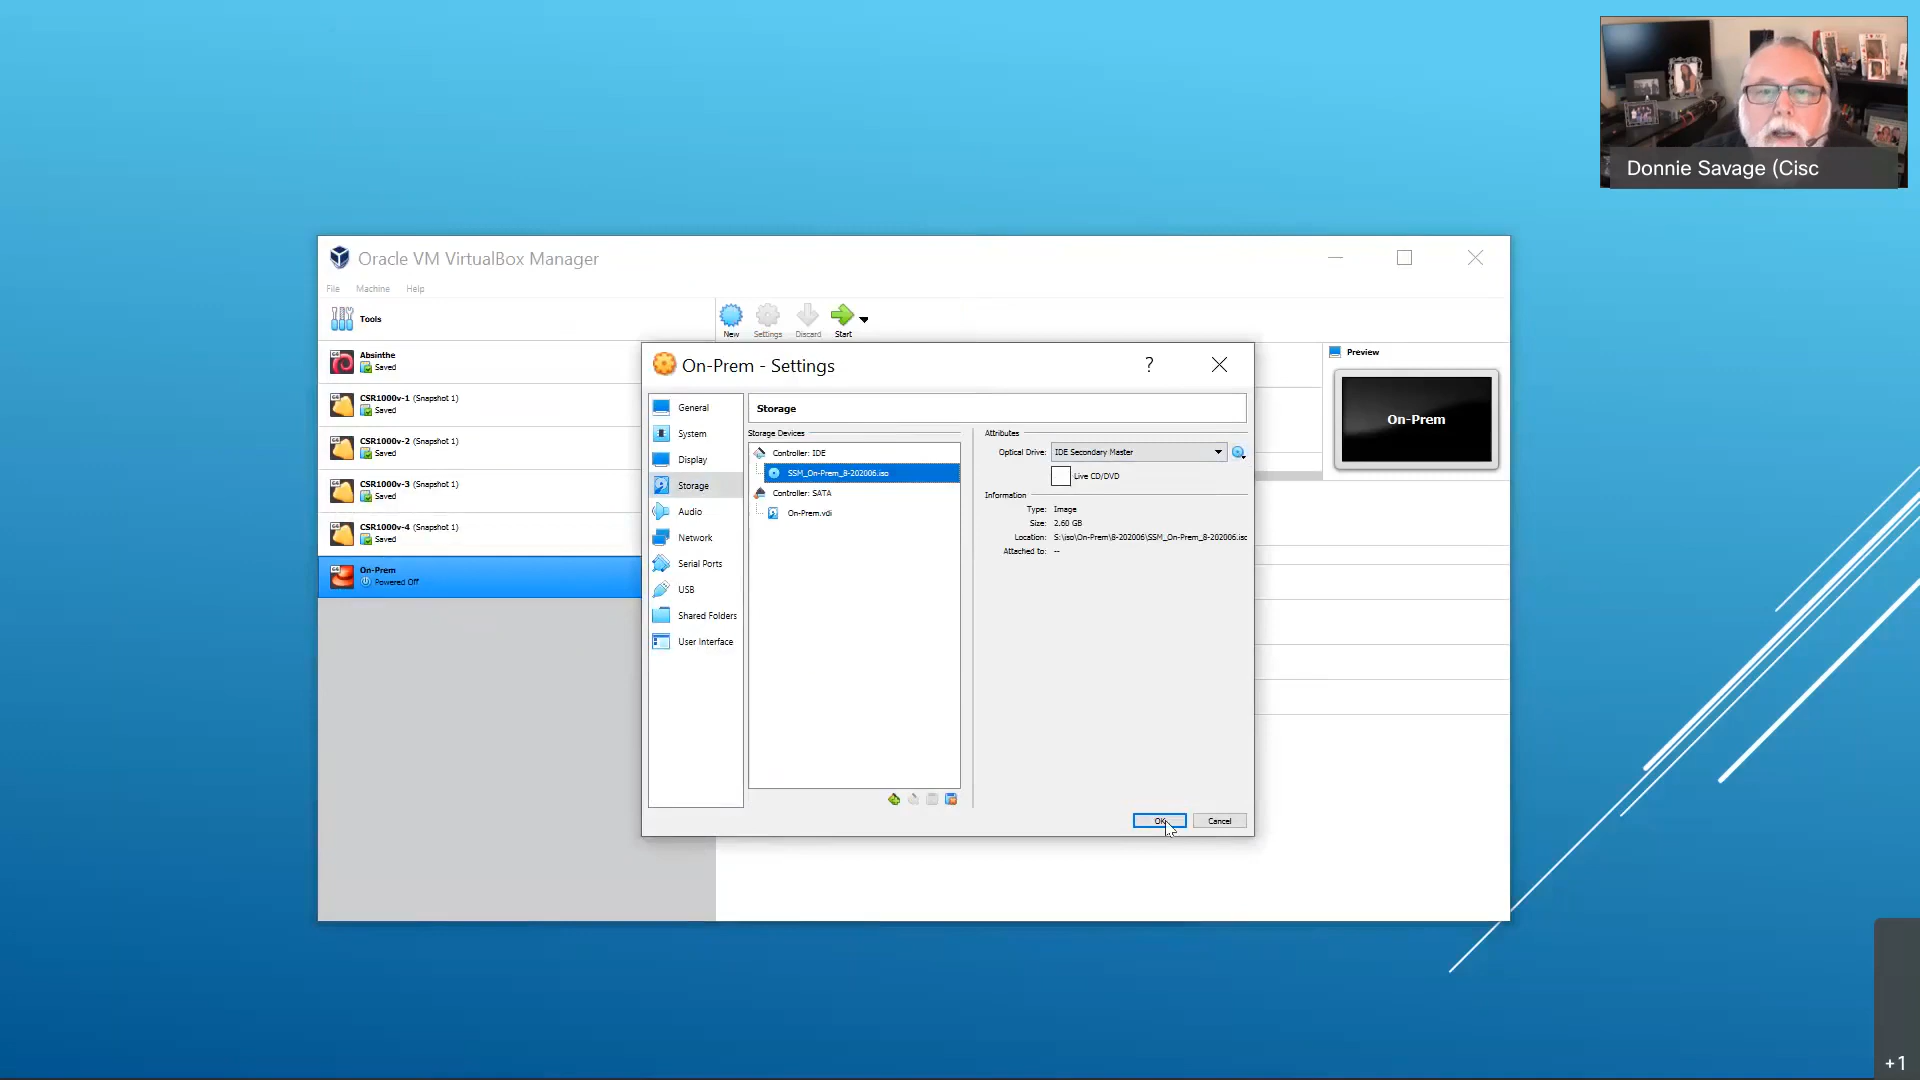 Donnie Savage (Cisc
Oracle VM VirtualBox Manager
File Machine Help
Tools
New Settings Discard Start
Absinthe
Saved
CSR1000v-1 (Snapshot 1)
Saved
CSR1000v-2 (Snapshot 1)
Saved
CSR1000v-3 (Snapshot 1)
Saved
CSR1000v-4 (Snapshot 1)
Saved
On-Prem
Powered Off
Preview
On-Prem
On-Prem - Settings
?
General
System
Display
Storage
Audio
Network
Serial Ports
USB
Shared Folders
User Interface
Storage
Storage Devices
Controller: IDE
SSM_On-Prem_8-202006.iso
Controller: SATA
On-Prem.vdi
Attributes
Optical Drive: IDE Secondary Master
Live CD/DVD
Information
Type: Image
Size: 2.60 GB
Location: S:\iso\On-Prem\8-202006\SSM_On-Prem_8-202006.iso
Attached to: --
OK Cancel
+1